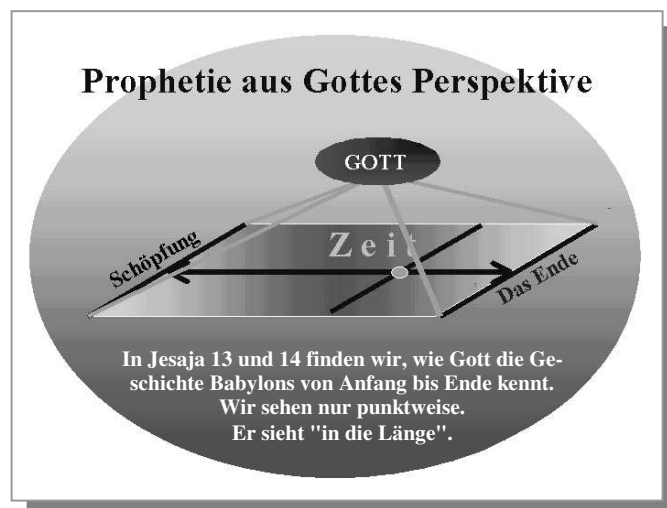 Prophetie aus Gottes Perspektive
GOTT
Zeit
Schöpfung
Das Ende
In Jesaja 13 und 14 finden wir, wie Gott die Ge-
schichte Babylons von Anfang bis Ende kennt.
Wir sehen nur punktweise.
Er sieht "in die Länge".